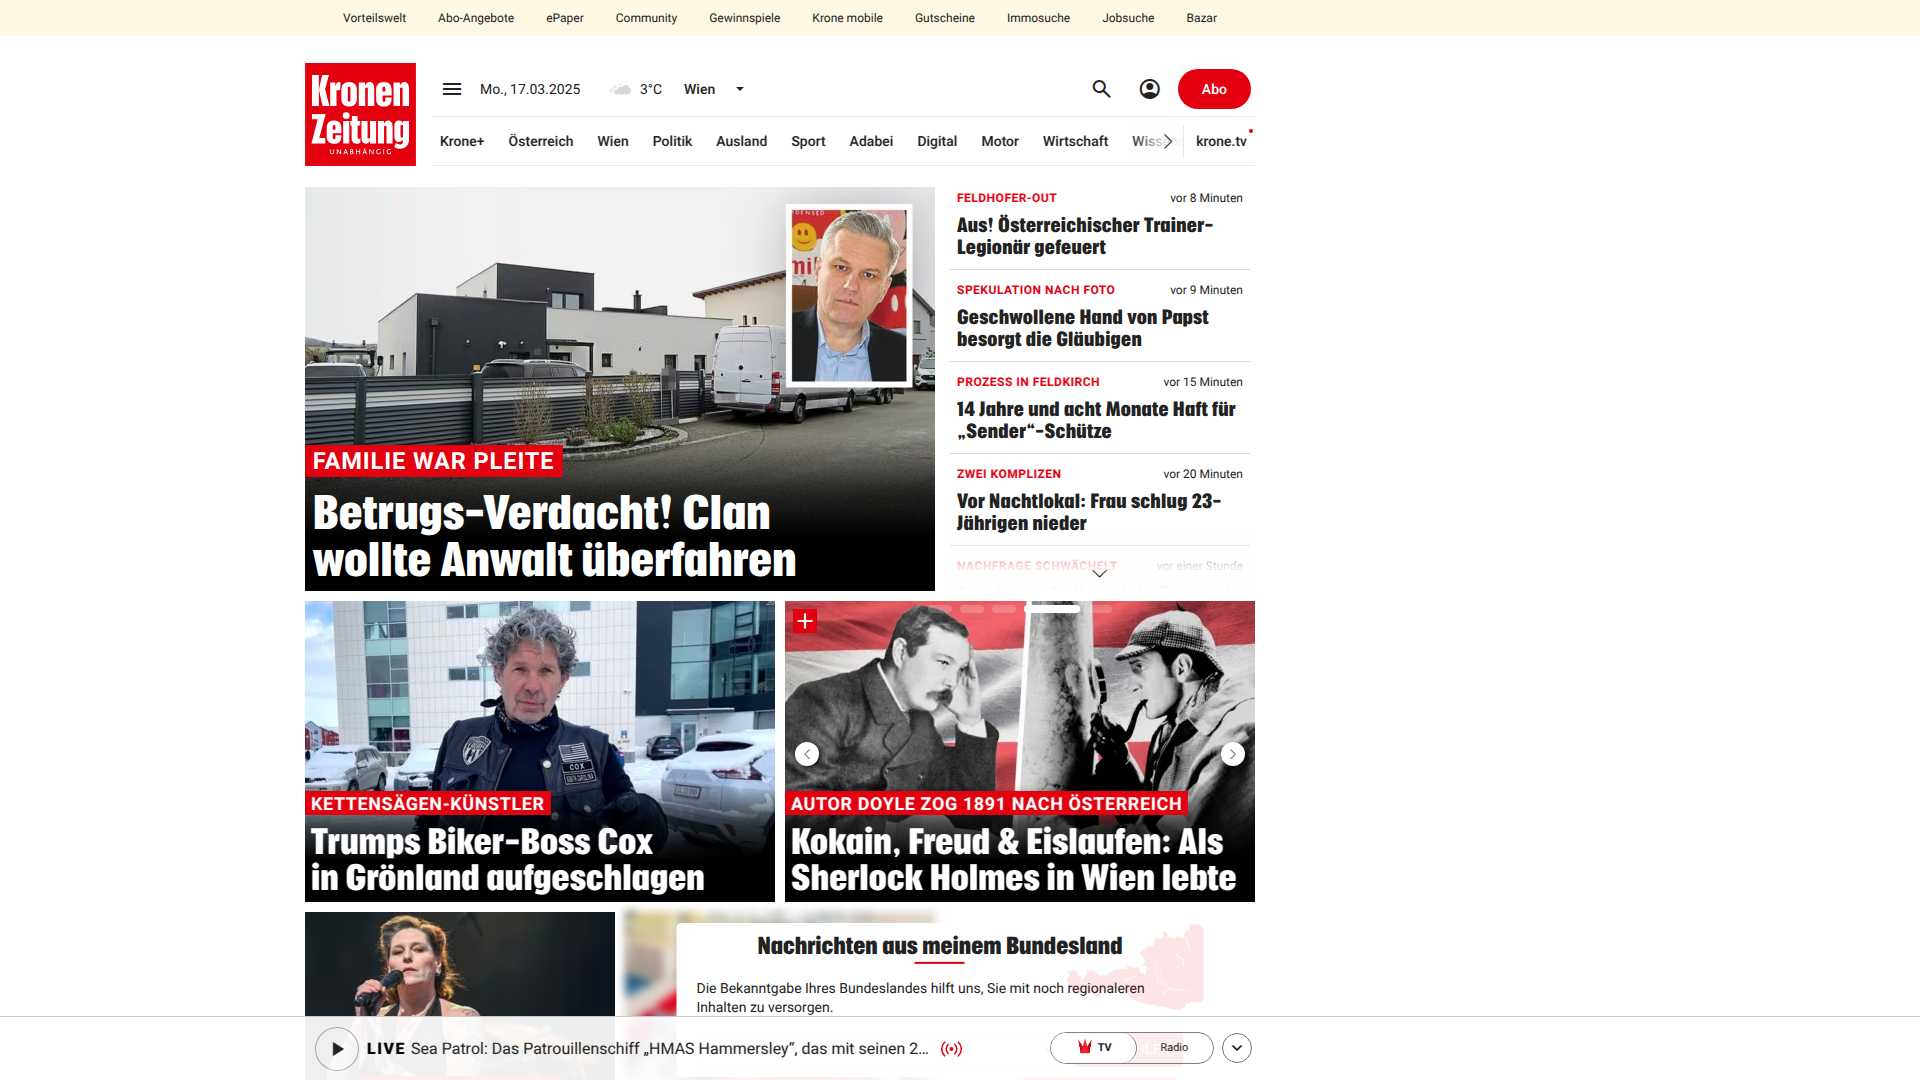 Vorteilswelt Abo-Angebote ePaper Community Gewinnspiele Krone mobile Gutscheine Immosuche Jobsuche Bazar
Kronen
Zeitung
UNABHÄNGIG
Mo., 17.03.2025 3°C Wien
Abo
Krone+ Österreich Wien Politik Ausland Sport Adabei Digital Motor Wirtschaft krone.tv
FAMILIE WAR PLEITE
Betrugs-Verdacht! Clan
wollte Anwalt überfahren
FELDHOFER-OUT vor 8 Minuten
Aus! Österreichischer Trainer-
Legionär gefeuert
SPEKULATION NACH FOTO vor 9 Minuten
Geschwollene Hand von Papst
besorgt die Gläubigen
PROZESS IN FELDKIRCH vor 15 Minuten
14 Jahre und acht Monate Haft für
„Sender“-Schütze
ZWEI KOMPLIZEN vor 20 Minuten
Vor Nachtlokal: Frau schlug 23-
Jährigen nieder
NACHFRAGE SCHWÄCHELT vor einer Stunde
COX
KETTENSÄGEN-KÜNSTLER
Trumps Biker-Boss Cox
in Grönland aufgeschlagen
AUTOR DOYLE ZOG 1891 NACH ÖSTERREICH
Kokain, Freud & Eislaufen: Als
Sherlock Holmes in Wien lebte
Nachrichten aus meinem Bundesland
Die Bekanntgabe Ihres Bundeslandes hilft uns, Sie mit noch regionaleren
Inhalten zu versorgen.
LIVE Sea Patrol: Das Patrouillenschiff „HMAS Hammersley“, das mit seinen 2...
TV Radio